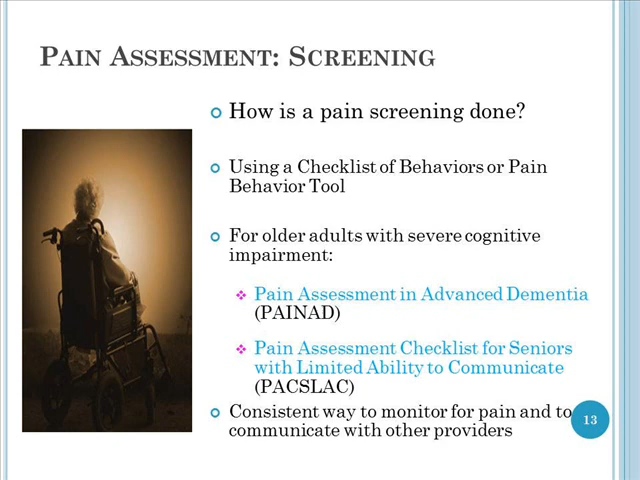 PAIN ASSESSMENT: SCREENING
How is a pain screening done?
Using a Checklist of Behaviors or Pain
Behavior Tool
For older adults with severe cognitive
impairment:
Pain Assessment in Advanced Dementia
(PAINAD)
Pain Assessment Checklist for Seniors
with Limited Ability to Communicate
(PACSLAC)
Consistent way to monitor for pain and to
communicate with other providers
13